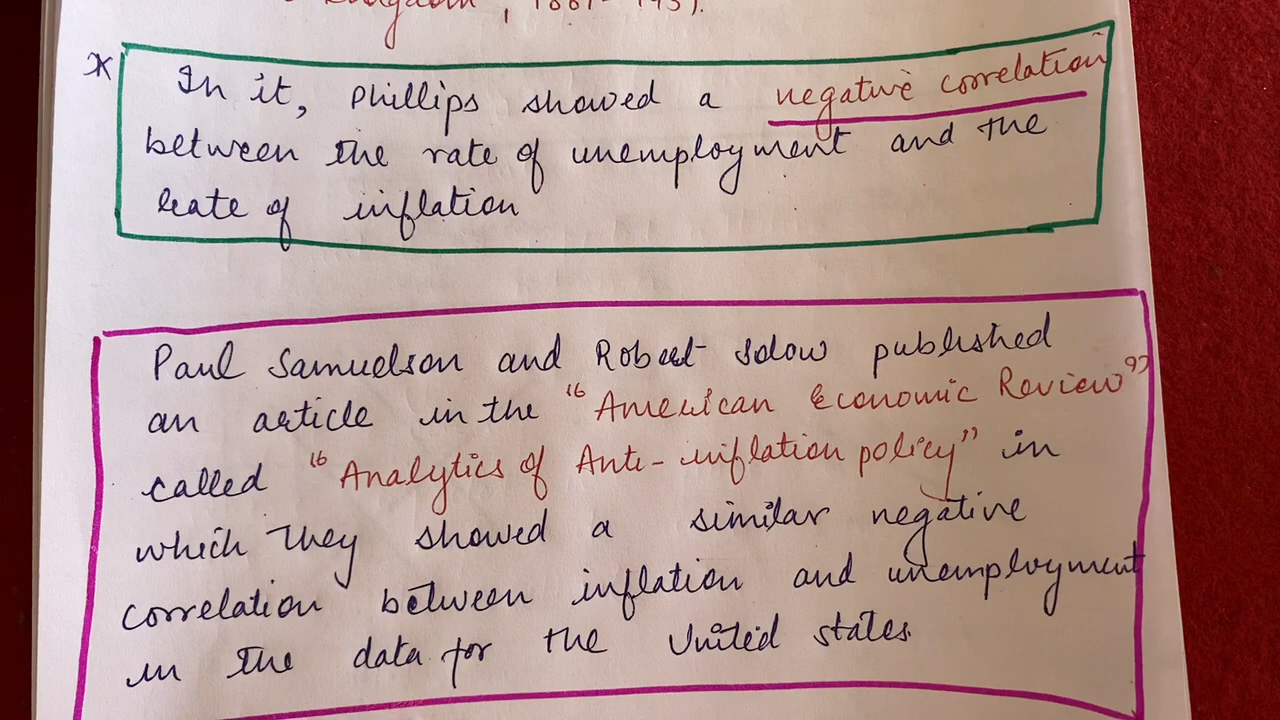 , 1861-1957.
* In it, Phillips showed a negative correlation
between the rate of unemployment and the
rate of inflation
Paul Samuelson and Robert Solow published
an article in the "American Economic Review"
called "Analytics of Anti-inflation policy" in
which they showed a similar negative
correlation between inflation and unemployment
in the data for the United states.